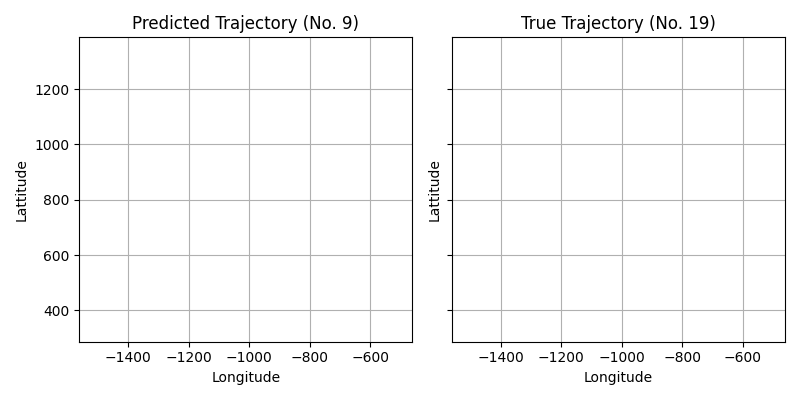 Predicted Trajectory (No. 9)
1200
1000
800
600
400
Lattitude
−1400 −1200 −1000 −800 −600
Longitude
True Trajectory (No. 19)
Lattitude
−1400 −1200 −1000 −800 −600
Longitude